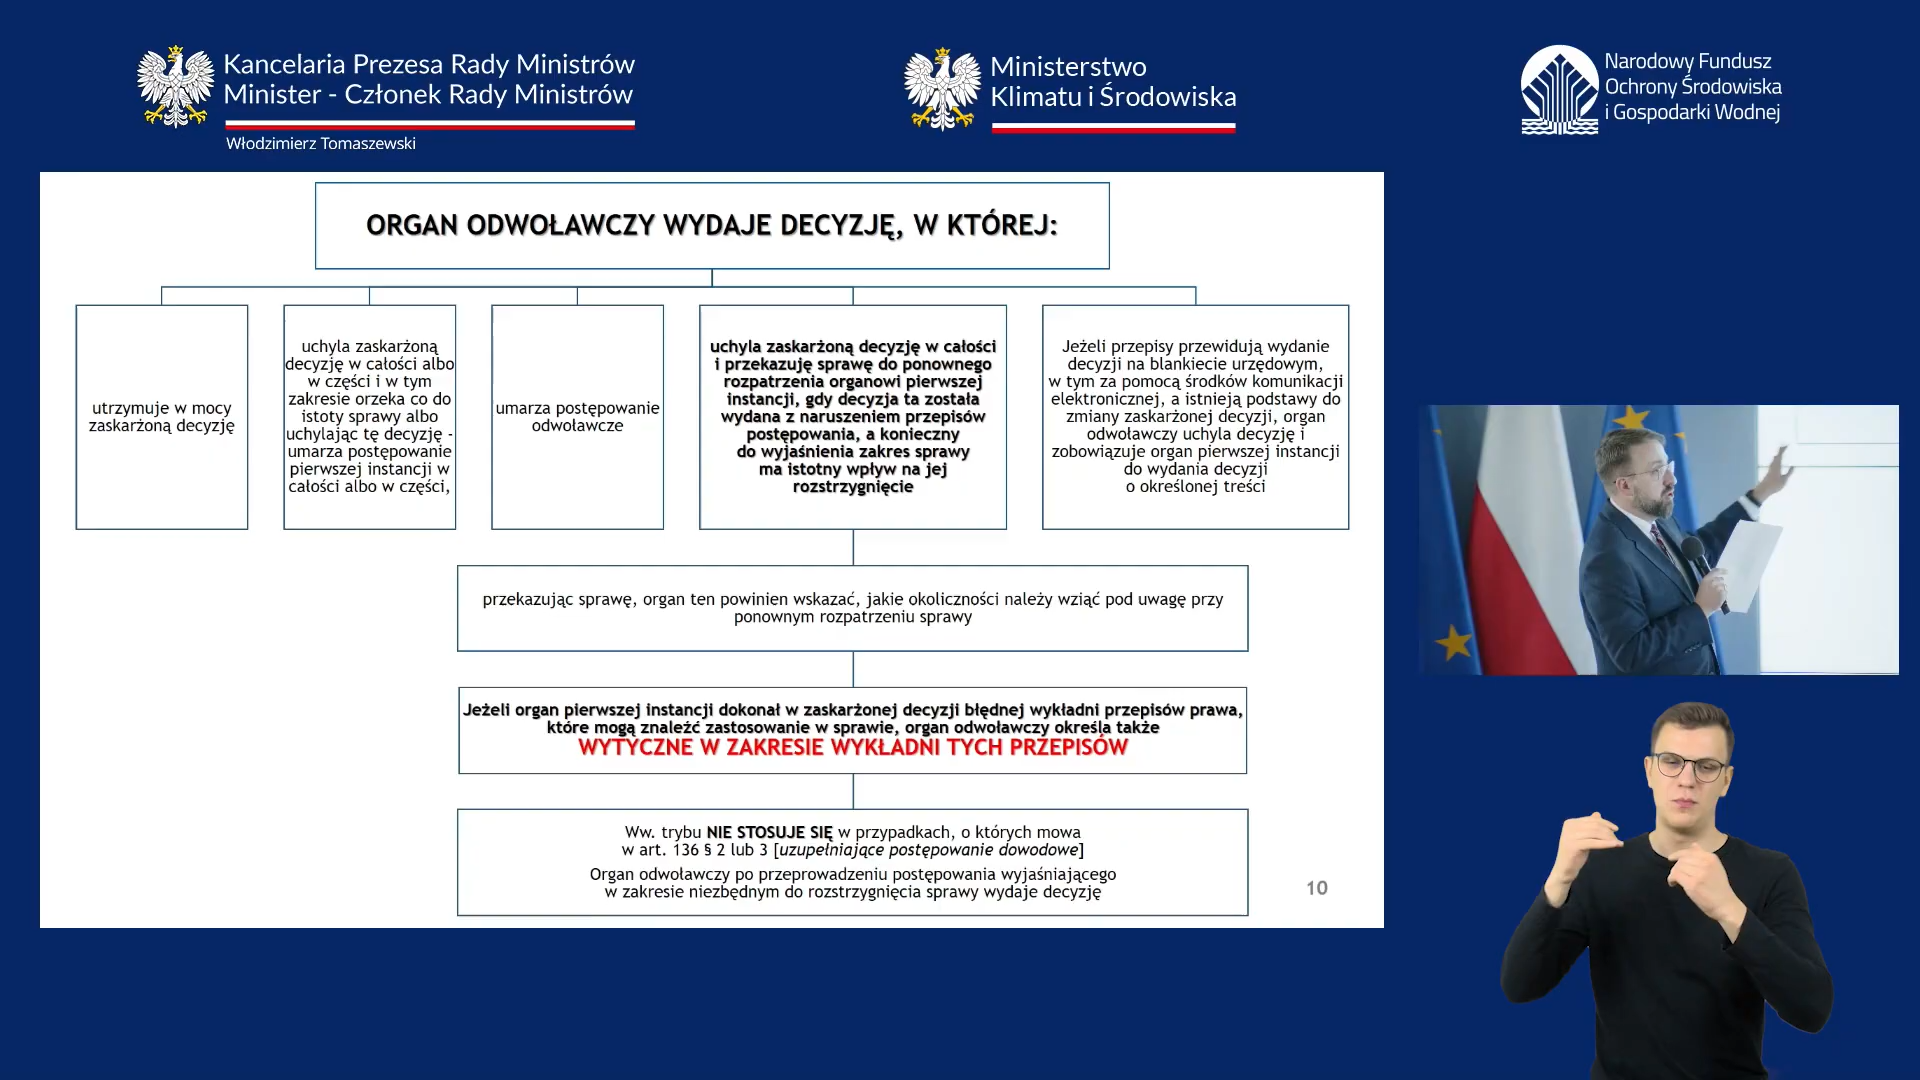 Kancelaria Prezesa Rady Ministrów
Minister - Członek Rady Ministrów
Włodzimierz Tomaszewski
Ministerstwo
Klimatu i Środowiska
Narodowy Fundusz
Ochrony Środowiska
i Gospodarki Wodnej
ORGAN ODWOŁAWCZY WYDAJE DECYZJĘ, W KTÓREJ:
utrzymuje w mocy
zaskarżoną decyzję
uchyla zaskarżoną
decyzję w całości albo
w części i w tym
zakresie orzeka co do
istoty sprawy albo
uchylając tę decyzję -
umarza postępowanie
pierwszej instancji w
całości albo w części,
umarza postępowanie
odwoławcze
uchyla zaskarżoną decyzję w całości
i przekazuję sprawę do ponownego
rozpatrzenia organowi pierwszej
instancji, gdy decyzja ta została
wydana z naruszeniem przepisów
postępowania, a konieczny
do wyjaśnienia zakres sprawy
ma istotny wpływ na jej
rozstrzygnięcie
Jeżeli przepisy przewidują wydanie
decyzji na blankiecie urzędowym,
w tym za pomocą środków komunikacji
elektronicznej, a istnieją podstawy do
zmiany zaskarżonej decyzji, organ
odwoławczy uchyla decyzję i
zobowiązuje organ pierwszej instancji
do wydania decyzji
o określonej treści
przekazując sprawę, organ ten powinien wskazać, jakie okoliczności należy wziąć pod uwagę przy
ponownym rozpatrzeniu sprawy
Jeżeli organ pierwszej instancji dokonał w zaskarżonej decyzji błędnej wykładni przepisów prawa,
które mogą znaleźć zastosowanie w sprawie, organ odwoławczy określa także
WYTYCZNE W ZAKRESIE WYKŁADNI TYCH PRZEPISÓW
Ww. trybu NIE STOSUJE SIĘ w przypadkach, o których mowa
w art. 136 § 2 lub 3 [uzupełniające postępowanie dowodowe]
Organ odwoławczy po przeprowadzeniu postępowania wyjaśniającego
w zakresie niezbędnym do rozstrzygnięcia sprawy wydaje decyzję
10